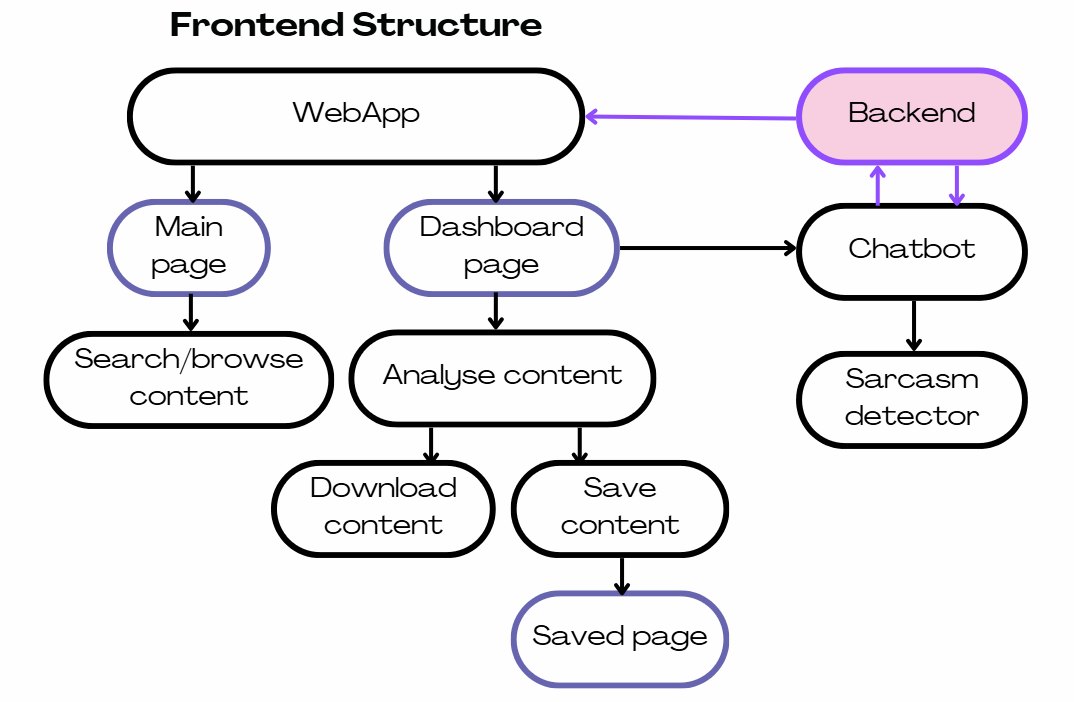 Frontend Structure
WebApp
Backend
Main
page
Dashboard
page
Chatbot
Search/browse
content
Analyse content
Sarcasm
detector
Download
content
Save
content
Saved page